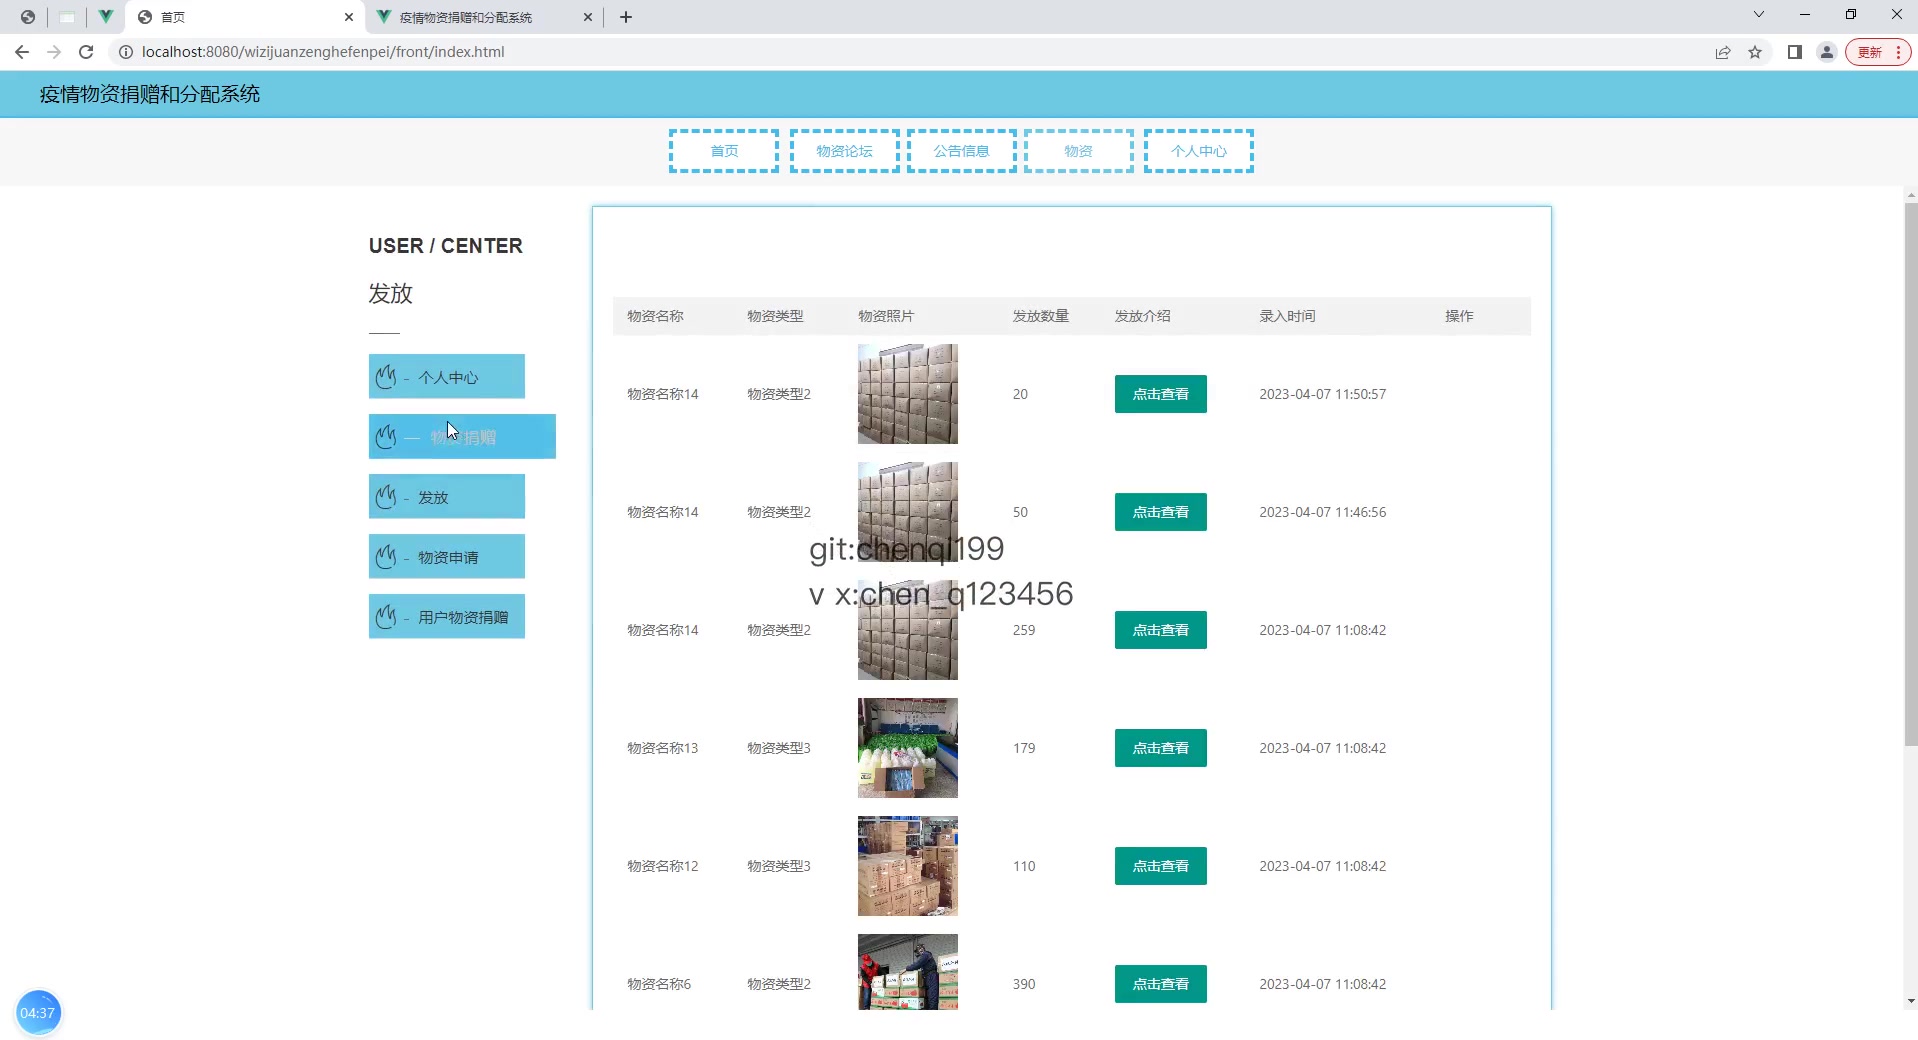 首页
疫情物资捐赠和分配系统
localhost:8080/wizijuanzenghefenpei/front/index.html
更新
疫情物资捐赠和分配系统
首页
物资论坛
公告信息
物资
个人中心
USER / CENTER
发放
- 个人中心
— 物资捐赠
- 发放
- 物资申请
- 用户物资捐赠
物资名称 物资类型 物资照片 发放数量 发放介绍 录入时间 操作
物资名称14 物资类型2 20 点击查看 2023-04-07 11:50:57
物资名称14 物资类型2 50 点击查看 2023-04-07 11:46:56
git:chenqi199
v x:chen_q123456
物资名称14 物资类型2 259 点击查看 2023-04-07 11:08:42
物资名称13 物资类型3 179 点击查看 2023-04-07 11:08:42
物资名称12 物资类型3 110 点击查看 2023-04-07 11:08:42
物资名称6 物资类型2 390 点击查看 2023-04-07 11:08:42
04:37